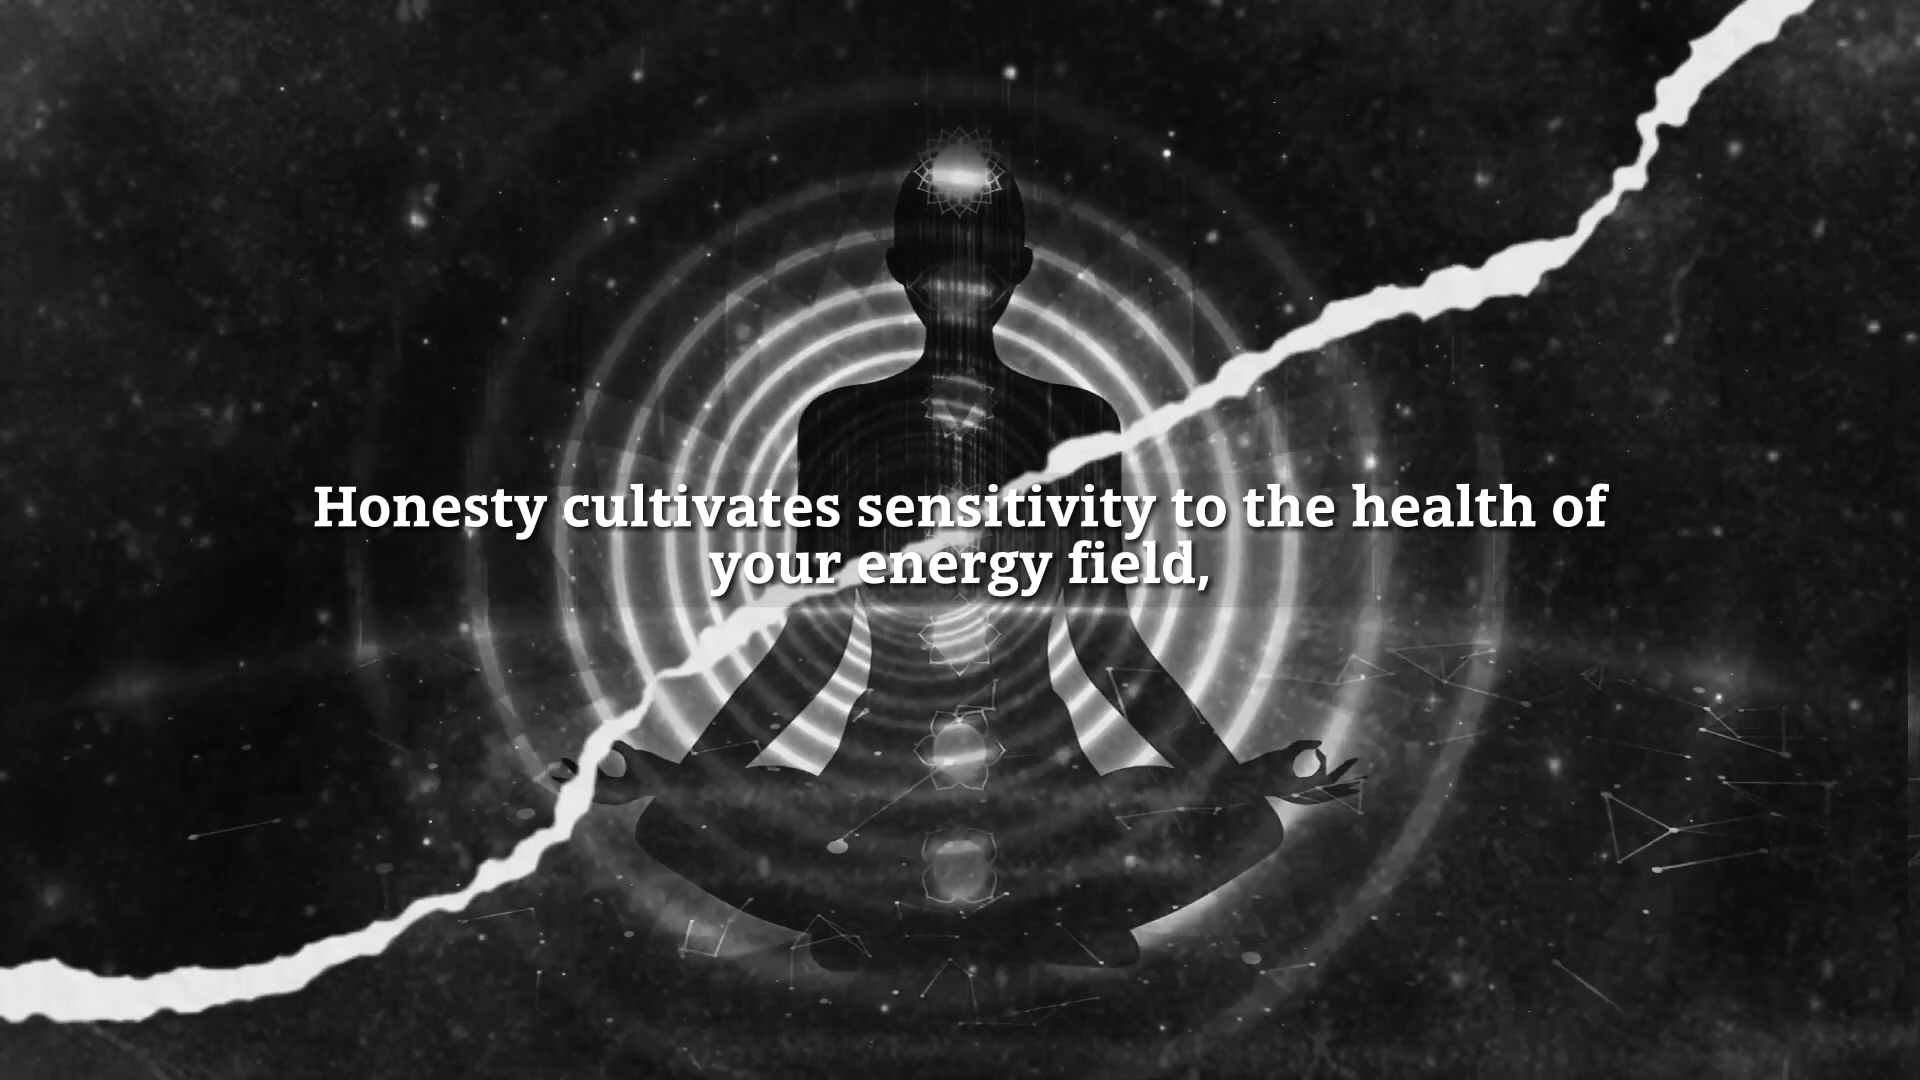 Honesty cultivates sensitivity to the health of
your energy field,